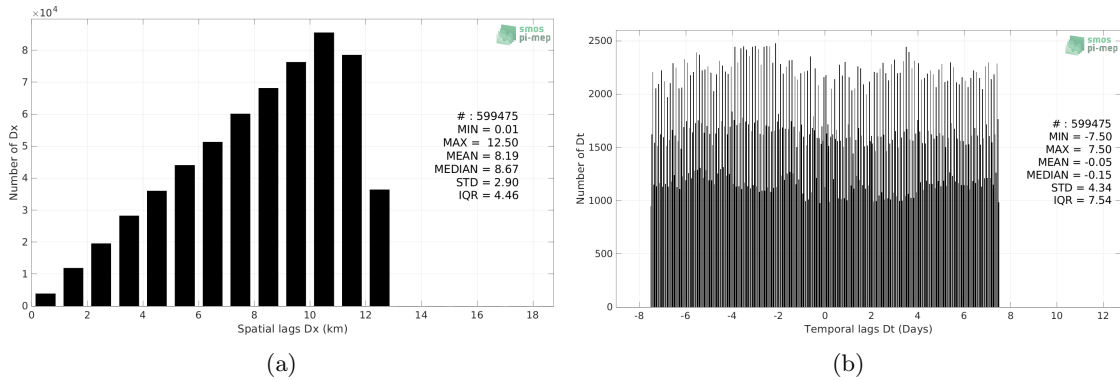 ×10⁴
8
7
6
5
4
3
2
1
0
Number of Dx
0 2 4 6 8 10 12 14 16 18
Spatial lags Dx (km)
smos
pi-mep
# : 599475
MIN = 0.01
MAX = 12.50
MEAN = 8.19
MEDIAN = 8.67
STD = 2.90
IQR = 4.46
(a)
2500
2000
1500
1000
500
0
Number of Dt
-8 -6 -4 -2 0 2 4 6 8 10 12
Temporal lags Dt (Days)
smos
pi-mep
# : 599475
MIN = -7.50
MAX = 7.50
MEAN = -0.05
MEDIAN = -0.15
STD = 4.34
IQR = 7.54
(b)